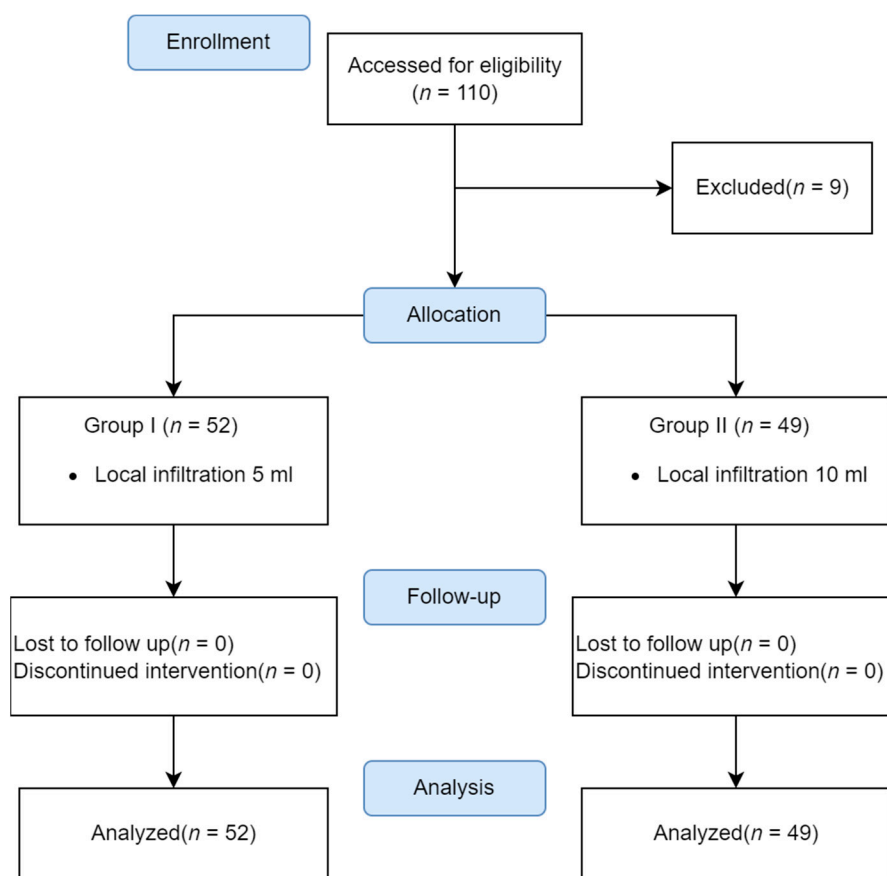 Enrollment
Accessed for eligibility
(n = 110)
Excluded(n = 9)
Allocation
Group I (n = 52)
• Local infiltration 5 ml
Group II (n = 49)
• Local infiltration 10 ml
Follow-up
Lost to follow up(n = 0)
Discontinued intervention(n = 0)
Lost to follow up(n = 0)
Discontinued intervention(n = 0)
Analysis
Analyzed(n = 52)
Analyzed(n = 49)